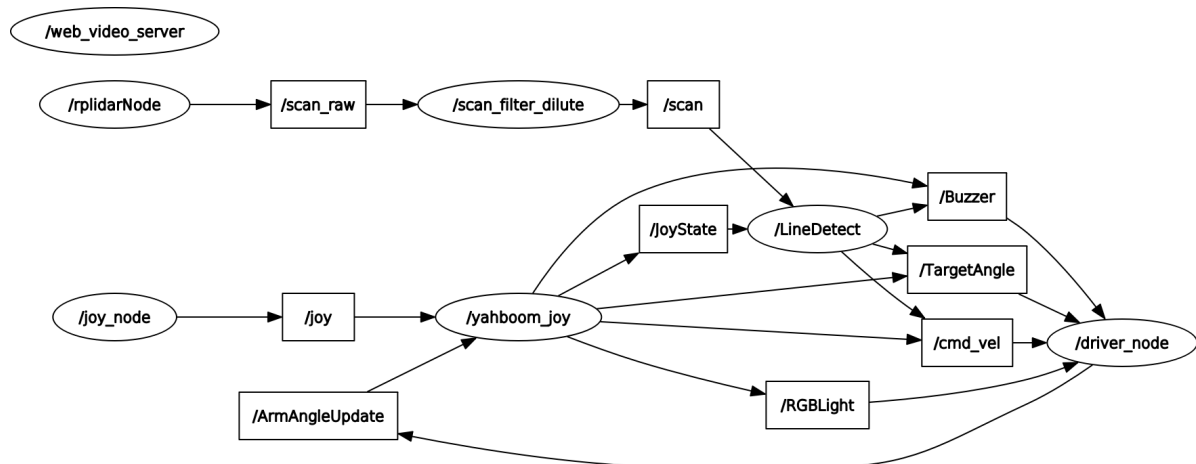 /web_video_server
/rplidarNode
/scan_raw
/scan_filter_dilute
/scan
/Buzzer
/JoyState
/LineDetect
/TargetAngle
/joy_node
/joy
/yahboom_joy
/cmd_vel
/driver_node
/ArmAngleUpdate
/RGBLight